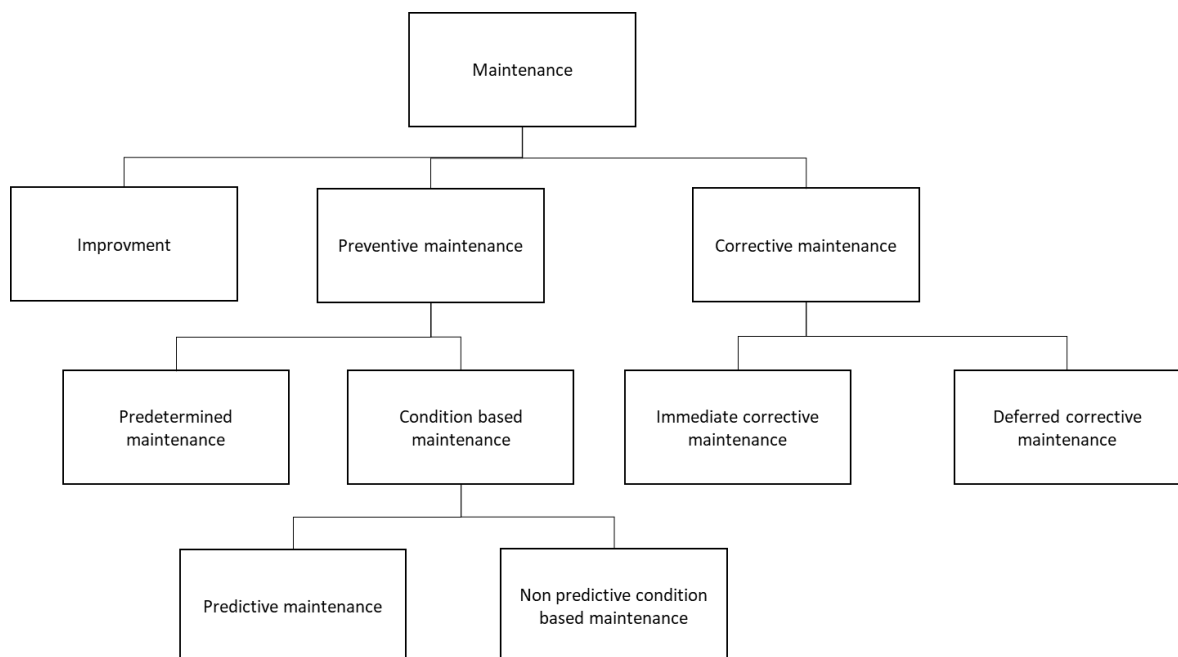 Maintenance
Improvment
Preventive maintenance
Corrective maintenance
Predetermined
maintenance
Condition based
maintenance
Immediate corrective
maintenance
Deferred corrective
maintenance
Predictive maintenance
Non predictive condition
based maintenance